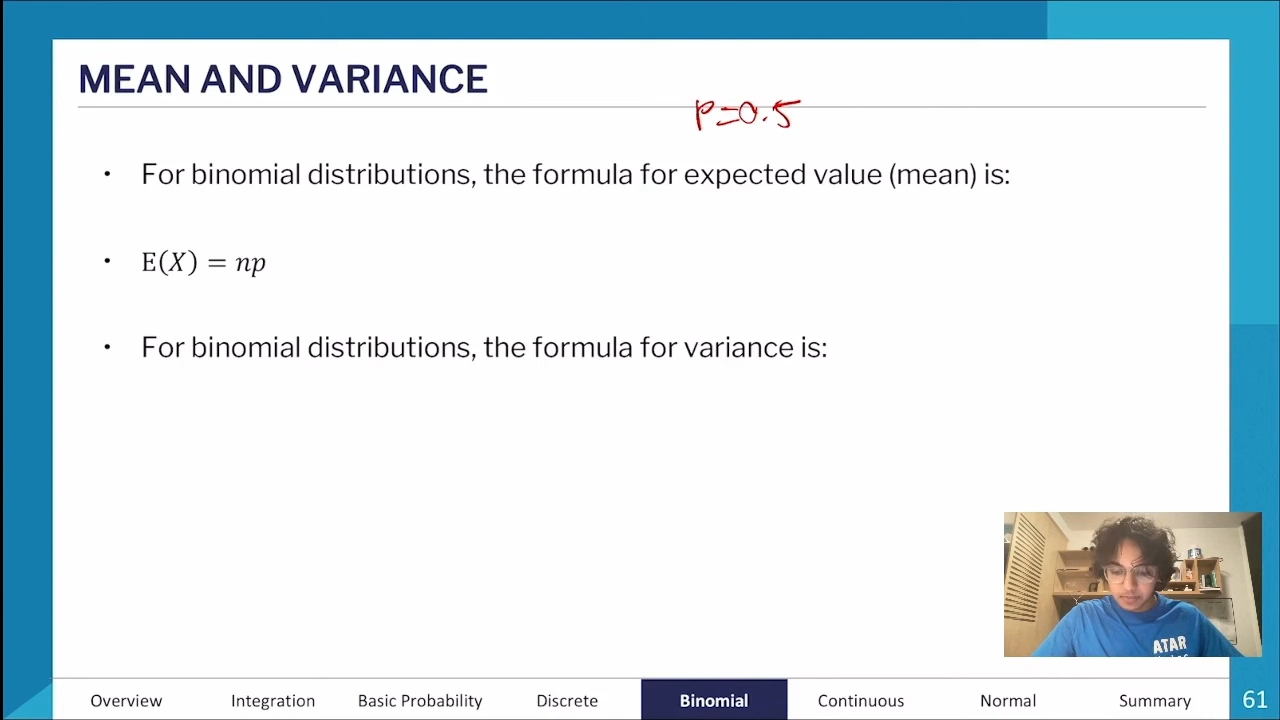 MEAN AND VARIANCE
P=0.5
• For binomial distributions, the formula for expected value (mean) is:
• E(X) = np
• For binomial distributions, the formula for variance is:
ATAR
Overview Integration Basic Probability Discrete Binomial Continuous Normal Summary 61